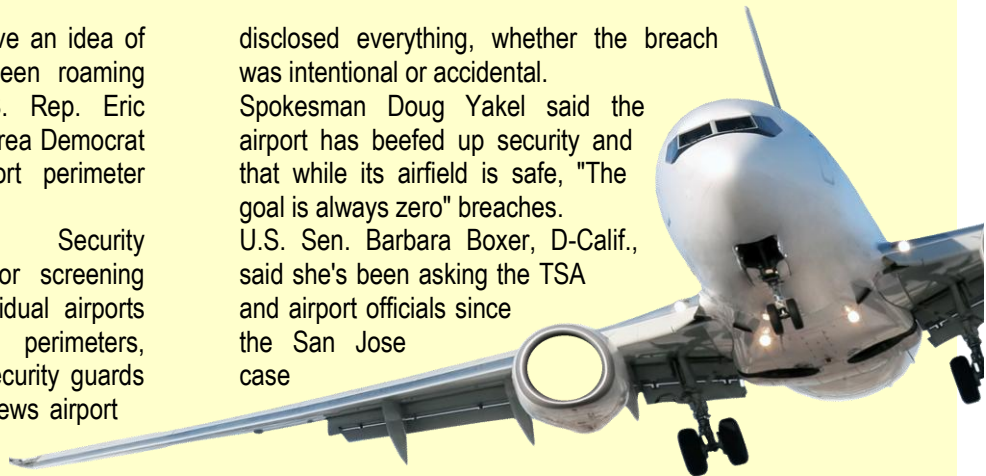 ve an idea of
een roaming
. Rep. Eric
rea Democrat
ort perimeter
Security
or screening
idual airports
perimeters,
ecurity guards
ews airport
disclosed everything, whether the breach
was intentional or accidental.
Spokesman Doug Yakel said the
airport has beefed up security and
that while its airfield is safe, "The
goal is always zero" breaches.
U.S. Sen. Barbara Boxer, D-Calif.,
said she's been asking the TSA
and airport officials since
the San Jose
case